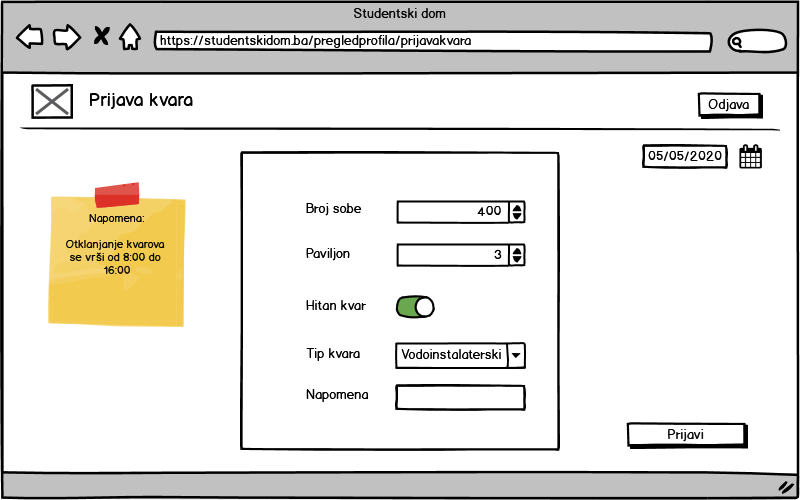 Studentski dom
https://studentskidom.ba/pregledprofila/prijavakvara
Prijava kvara
Odjava
05/05/2020
Napomena:
Otklanjanje kvarova
se vrši od 8:00 do
16:00
Broj sobe
400
Paviljon
3
Hitan kvar
Tip kvara
Vodoinstalaterski
Napomena
Prijavi